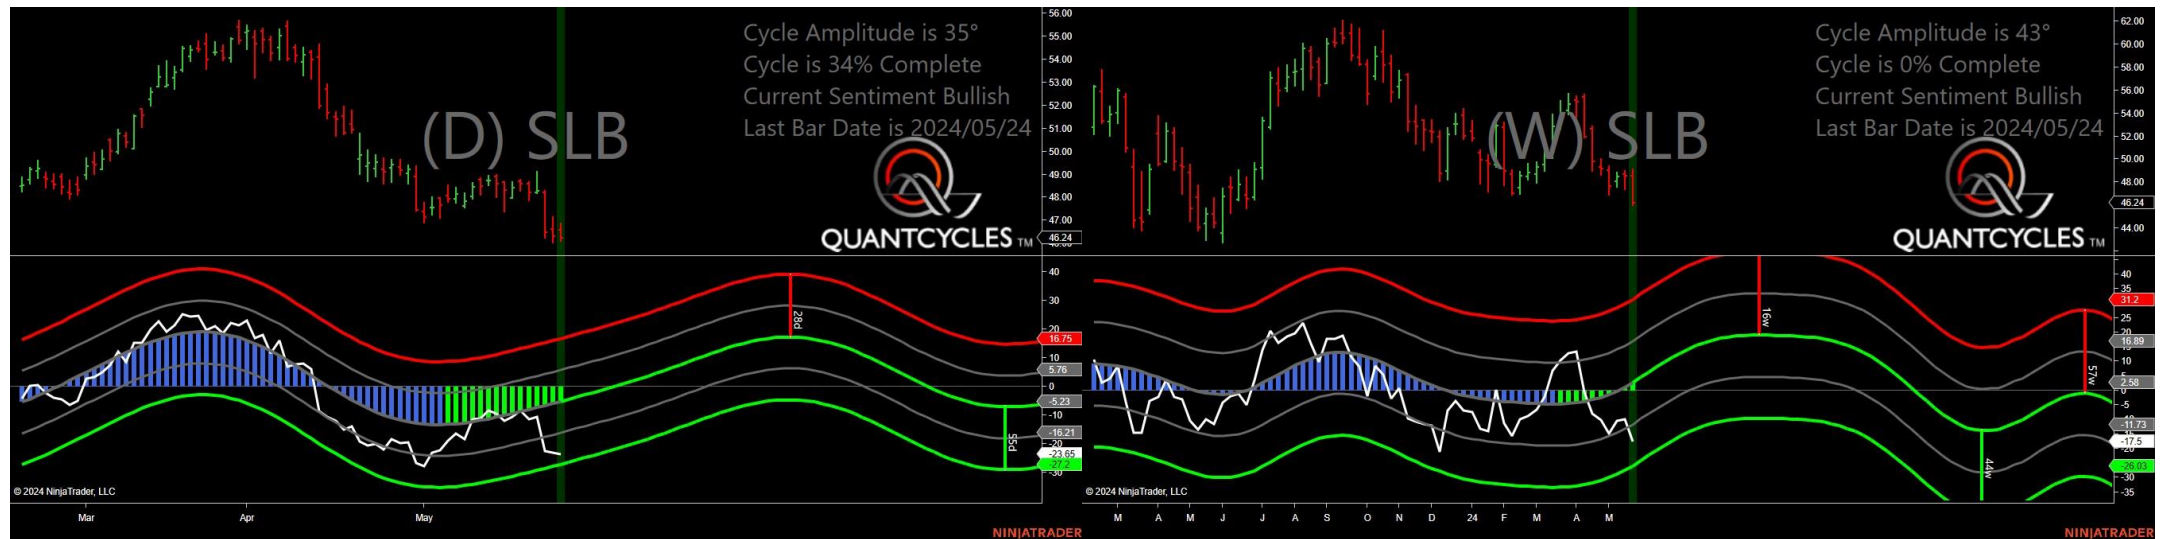 Cycle Amplitude is 35°
Cycle is 34% Complete
Current Sentiment Bullish
Last Bar Date is 2024/05/24
(D) SLB
QUANTCYCLES TM
56.00
55.00
54.00
53.00
52.00
51.00
50.00
49.00
48.00
47.00
46.24
40
30
20
16.75
10
5.76
0
-5.23
-10
-16.21
-20
-23.65
-27.2
-30
28d
55d
© 2024 NinjaTrader, LLC
Mar Apr May
NINJATRADER
Cycle Amplitude is 43°
Cycle is 0% Complete
Current Sentiment Bullish
Last Bar Date is 2024/05/24
(W) SLB
QUANTCYCLES TM
62.00
60.00
58.00
56.00
54.00
52.00
50.00
48.00
46.24
44.00
40
31.2
25
20
16.89
10
5
2.58
0
-5
-11.73
-17.5
-20
-26.03
-30
-35
16w
44w
57w
© 2024 NinjaTrader, LLC
M A M J J A S O N D 24 F M A M
NINJATRADER